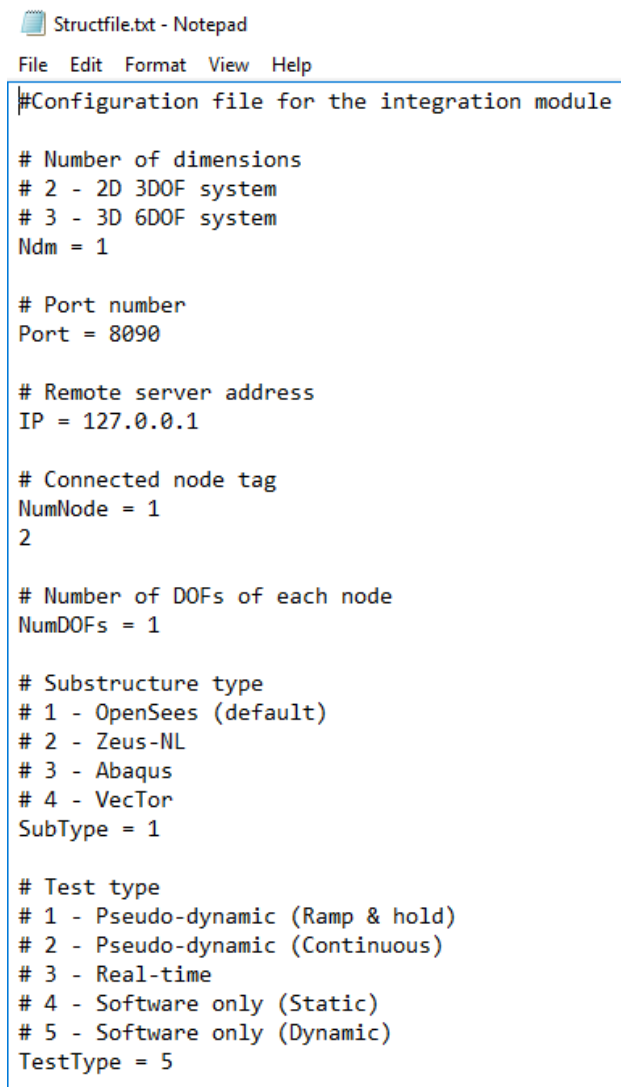 Structfile.txt - Notepad
File Edit Format View Help
#Configuration file for the integration module
# Number of dimensions
# 2 - 2D 3DOF system
# 3 - 3D 6DOF system
Ndm = 1
# Port number
Port = 8090
# Remote server address
IP = 127.0.0.1
# Connected node tag
NumNode = 1
2
# Number of DOFs of each node
NumDOFs = 1
# Substructure type
# 1 - OpenSees (default)
# 2 - Zeus-NL
# 3 - Abaqus
# 4 - VecTor
SubType = 1
# Test type
# 1 - Pseudo-dynamic (Ramp & hold)
# 2 - Pseudo-dynamic (Continuous)
# 3 - Real-time
# 4 - Software only (Static)
# 5 - Software only (Dynamic)
TestType = 5